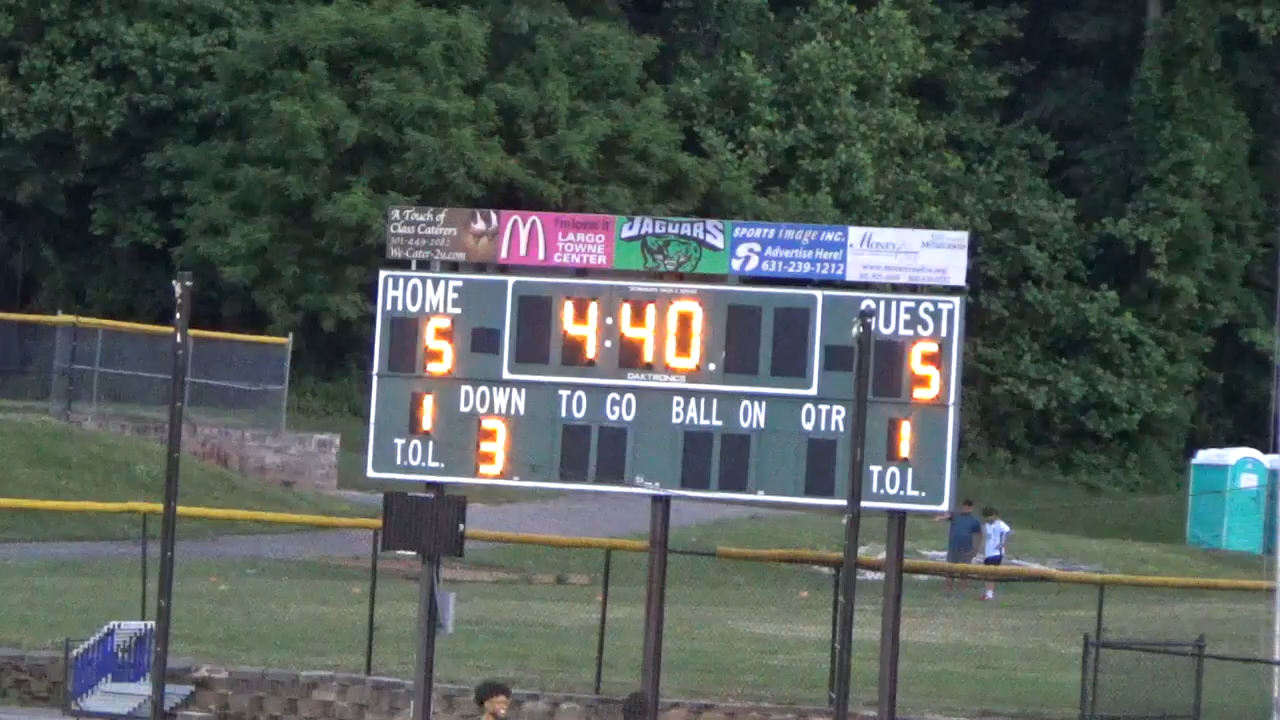 A Touch of
Class Caterers
301-449-2082
We-Cater-2u.com
i'm lovin' it
LARGO
TOWNE
CENTER
JAGUARS
SPORTS image INC.
Advertise Here!
631-239-1212
HOME
4:40.
GUEST
5
5
DAKTRONICS
DOWN TO GO BALL ON QTR
1
3
1
T.O.L.
T.O.L.